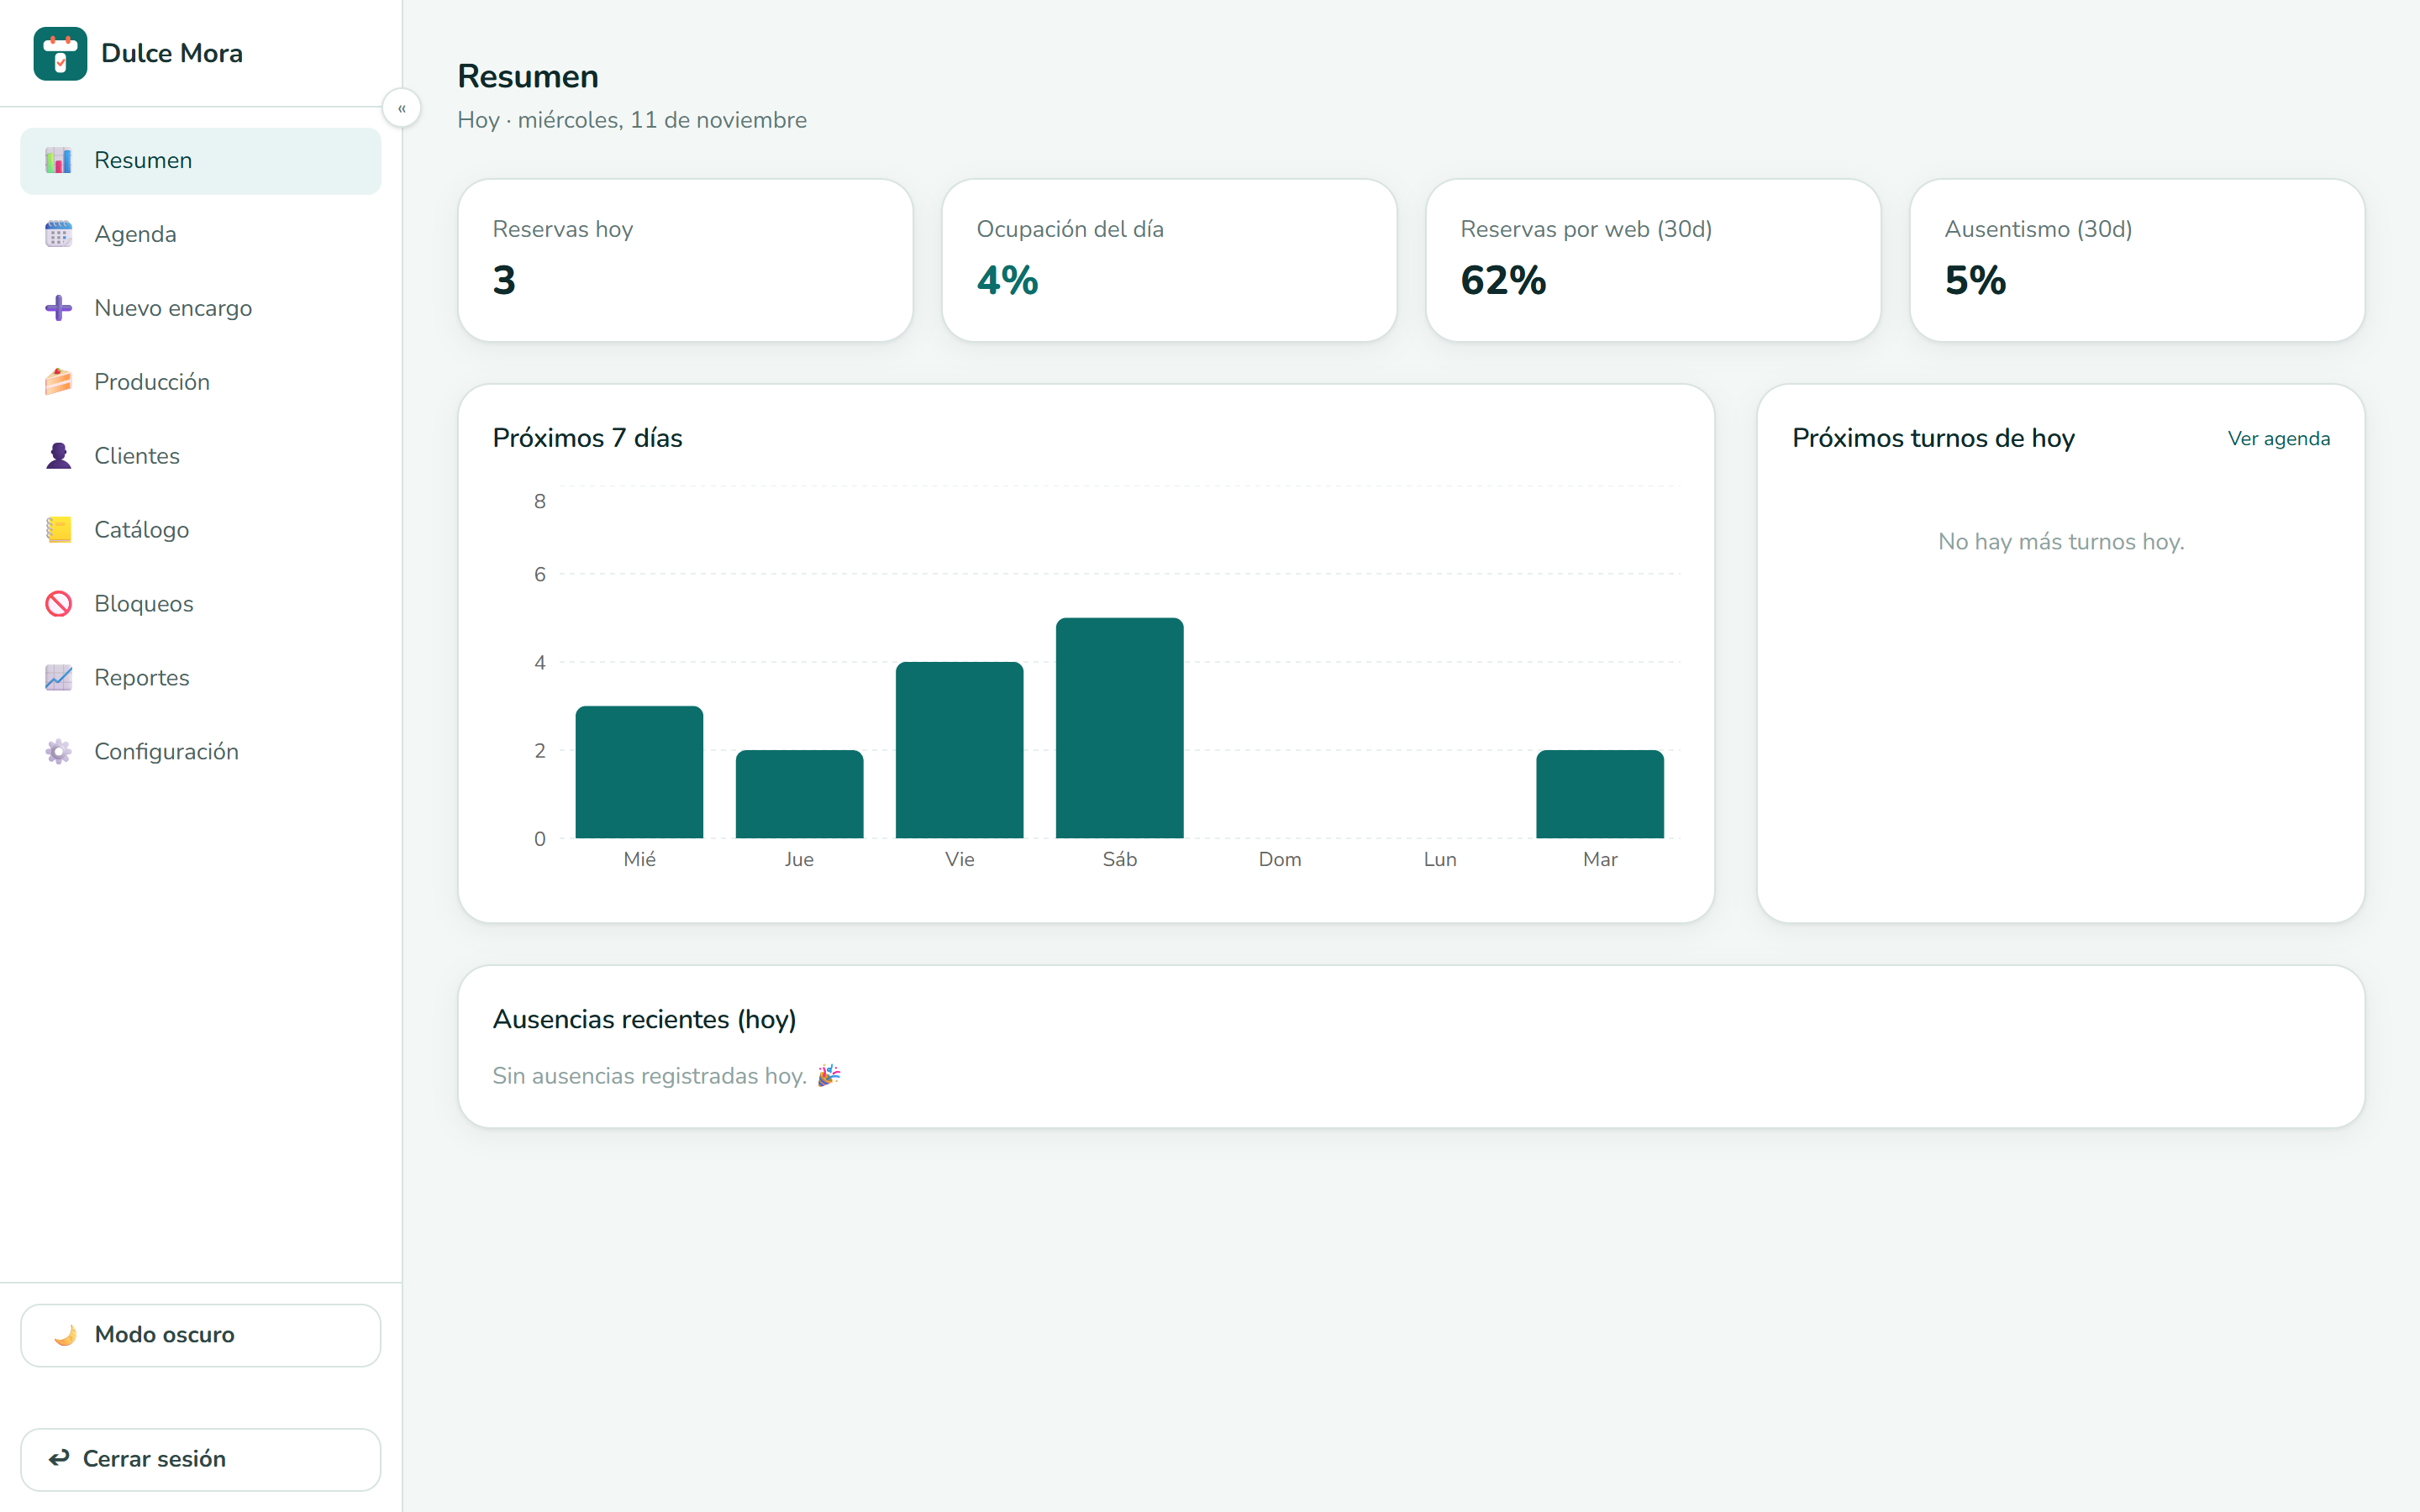 Dulce Mora
«
Resumen
Agenda
Nuevo encargo
Producción
Clientes
Catálogo
Bloqueos
Reportes
Configuración
Modo oscuro
Cerrar sesión
Resumen
Hoy · miércoles, 11 de noviembre
Reservas hoy
3
Ocupación del día
4%
Reservas por web (30d)
62%
Ausentismo (30d)
5%
Próximos 7 días
8
6
4
2
0
Mié Jue Vie Sáb Dom Lun Mar
Próximos turnos de hoy
Ver agenda
No hay más turnos hoy.
Ausencias recientes (hoy)
Sin ausencias registradas hoy. 🎉